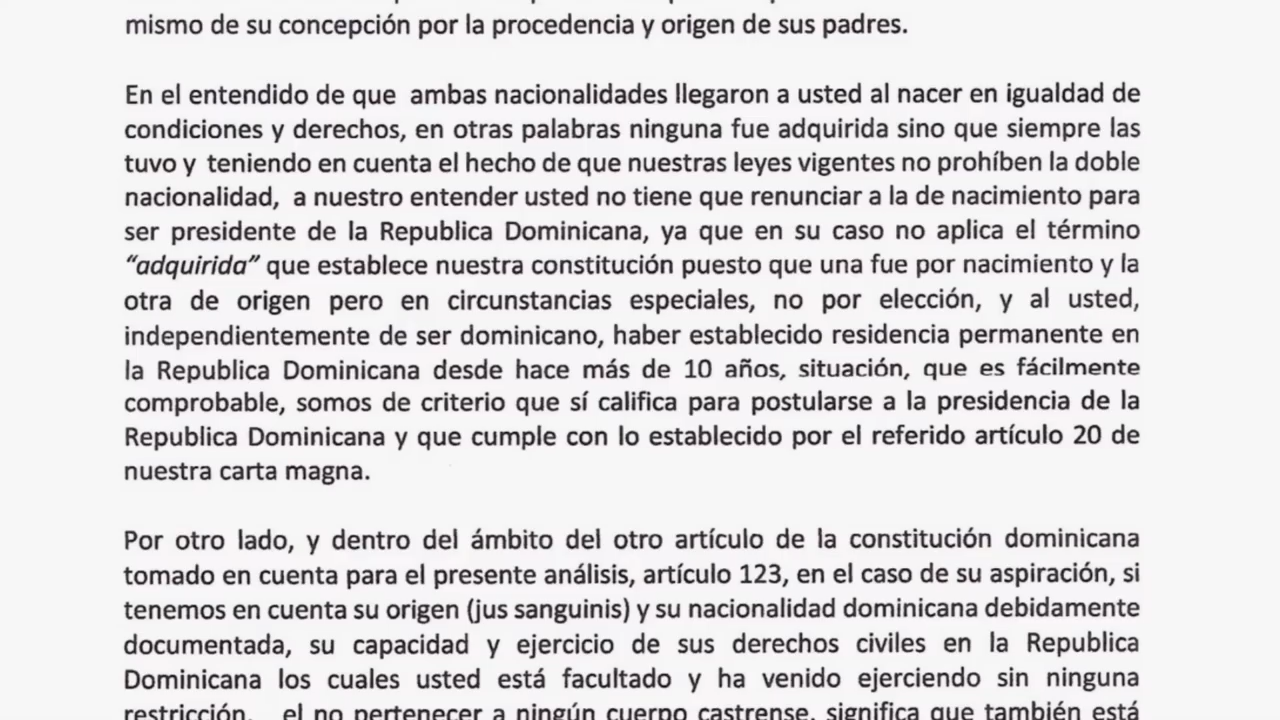 mismo de su concepción por la procedencia y origen de sus padres.
En el entendido de que ambas nacionalidades llegaron a usted al nacer en igualdad de
condiciones y derechos, en otras palabras ninguna fue adquirida sino que siempre las
tuvo y teniendo en cuenta el hecho de que nuestras leyes vigentes no prohíben la doble
nacionalidad, a nuestro entender usted no tiene que renunciar a la de nacimiento para
ser presidente de la Republica Dominicana, ya que en su caso no aplica el término
“adquirida” que establece nuestra constitución puesto que una fue por nacimiento y la
otra de origen pero en circunstancias especiales, no por elección, y al usted,
independientemente de ser dominicano, haber establecido residencia permanente en
la Republica Dominicana desde hace más de 10 años, situación, que es fácilmente
comprobable, somos de criterio que sí califica para postularse a la presidencia de la
Republica Dominicana y que cumple con lo establecido por el referido artículo 20 de
nuestra carta magna.
Por otro lado, y dentro del ámbito del otro artículo de la constitución dominicana
tomado en cuenta para el presente análisis, artículo 123, en el caso de su aspiración, si
tenemos en cuenta su origen (jus sanguinis) y su nacionalidad dominicana debidamente
documentada, su capacidad y ejercicio de sus derechos civiles en la Republica
Dominicana los cuales usted está facultado y ha venido ejerciendo sin ninguna
restricción, el no pertenecer a ningún cuerpo castrense, significa que también está